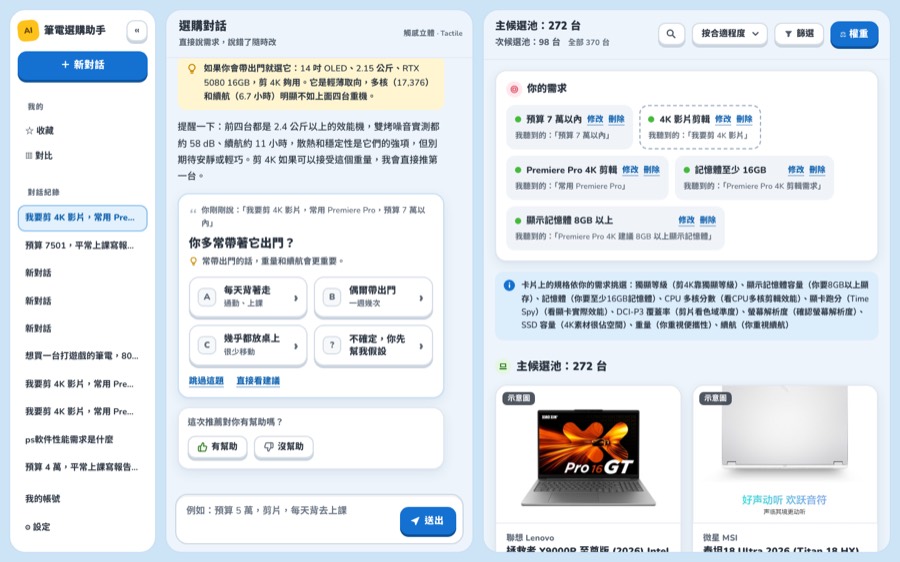 AI 筆電選購助手
«
＋ 新對話
我的
☆ 收藏
對比
對話紀錄
我要剪 4K 影片，常用 Pre...
預算 7501，平常上課寫報...
新對話
新對話
新對話
想買一台打遊戲的筆電，80...
我要剪 4K 影片，常用 Pre...
我要剪 4K 影片，常用 Pre...
ps軟件性能需求是什麼
預算 4 萬，平常上課寫報告...
我的帳號
設定
選購對話
直接說需求，說錯了隨時改
觸感立體 · Tactile
如果你會帶出門就選它：14 吋 OLED、2.15 公斤、RTX
5080 16GB，剪 4K 夠用。它是輕薄取向，多核（17,376）
和續航（6.7 小時）明顯不如上面四台重機。
提醒一下：前四台都是 2.4 公斤以上的效能機，雙烤噪音實測都
約 58 dB、續航約 11 小時，散熱和穩定性是它們的強項，但別
期待安靜或輕巧。剪 4K 如果可以接受這個重量，我會直接推第
一台。
你剛剛說：「我要剪 4K 影片，常用 Premiere Pro，預算 7 萬以
內」
你多常帶著它出門？
常帶出門的話，重量和續航會更重要。
A 每天背著走
通勤、上課
›
B 偶爾帶出門
一週幾次
›
C 幾乎都放桌上
很少移動
›
? 不確定，你先
幫我假設
›
跳過這題 直接看建議
這次推薦對你有幫助嗎？
有幫助 沒幫助
例如：預算 5 萬，剪片，每天背去上課
送出
主候選池：272 台
次候選池：98 台 全部 370 台
按合適程度
篩選
權重
你的需求
預算 7 萬以內 修改 刪除
我聽到的：「預算 7 萬以內」
4K 影片剪輯 修改 刪除
我聽到的：「我要剪 4K 影片」
Premiere Pro 4K 剪輯 修改 刪除
我聽到的：「常用 Premiere Pro」
記憶體至少 16GB 修改 刪除
我聽到的：「Premiere Pro 4K 剪輯需求」
顯示記憶體 8GB 以上 修改 刪除
我聽到的：「Premiere Pro 4K 建議 8GB 以上顯示記憶體」
卡片上的規格依你的需求挑選：獨顯等級（剪4K靠獨顯等級）、顯示記憶體容量（你要8GB以上顯
存）、記憶體（你要至少16GB記憶體）、CPU 多核分數（看CPU多核剪輯效能）、顯卡跑分（Time
Spy）（看顯卡實際效能）、DCI-P3 覆蓋率（剪片看色域準度）、螢幕解析度（確認螢幕解析度）、
SSD 容量（4K素材很佔空間）、重量（你重視便攜性）、續航（你重視續航）
主候選池：272 台
示意圖
Pro 16 GT
聯想 Lenovo
拯救者 Y9000P 至尊版 (2026) Intel
示意圖
好声动听 欢跃音符
声临其境更动听
微星 MSI
泰坦18 Ultra 2026 (Titan 18 HX)